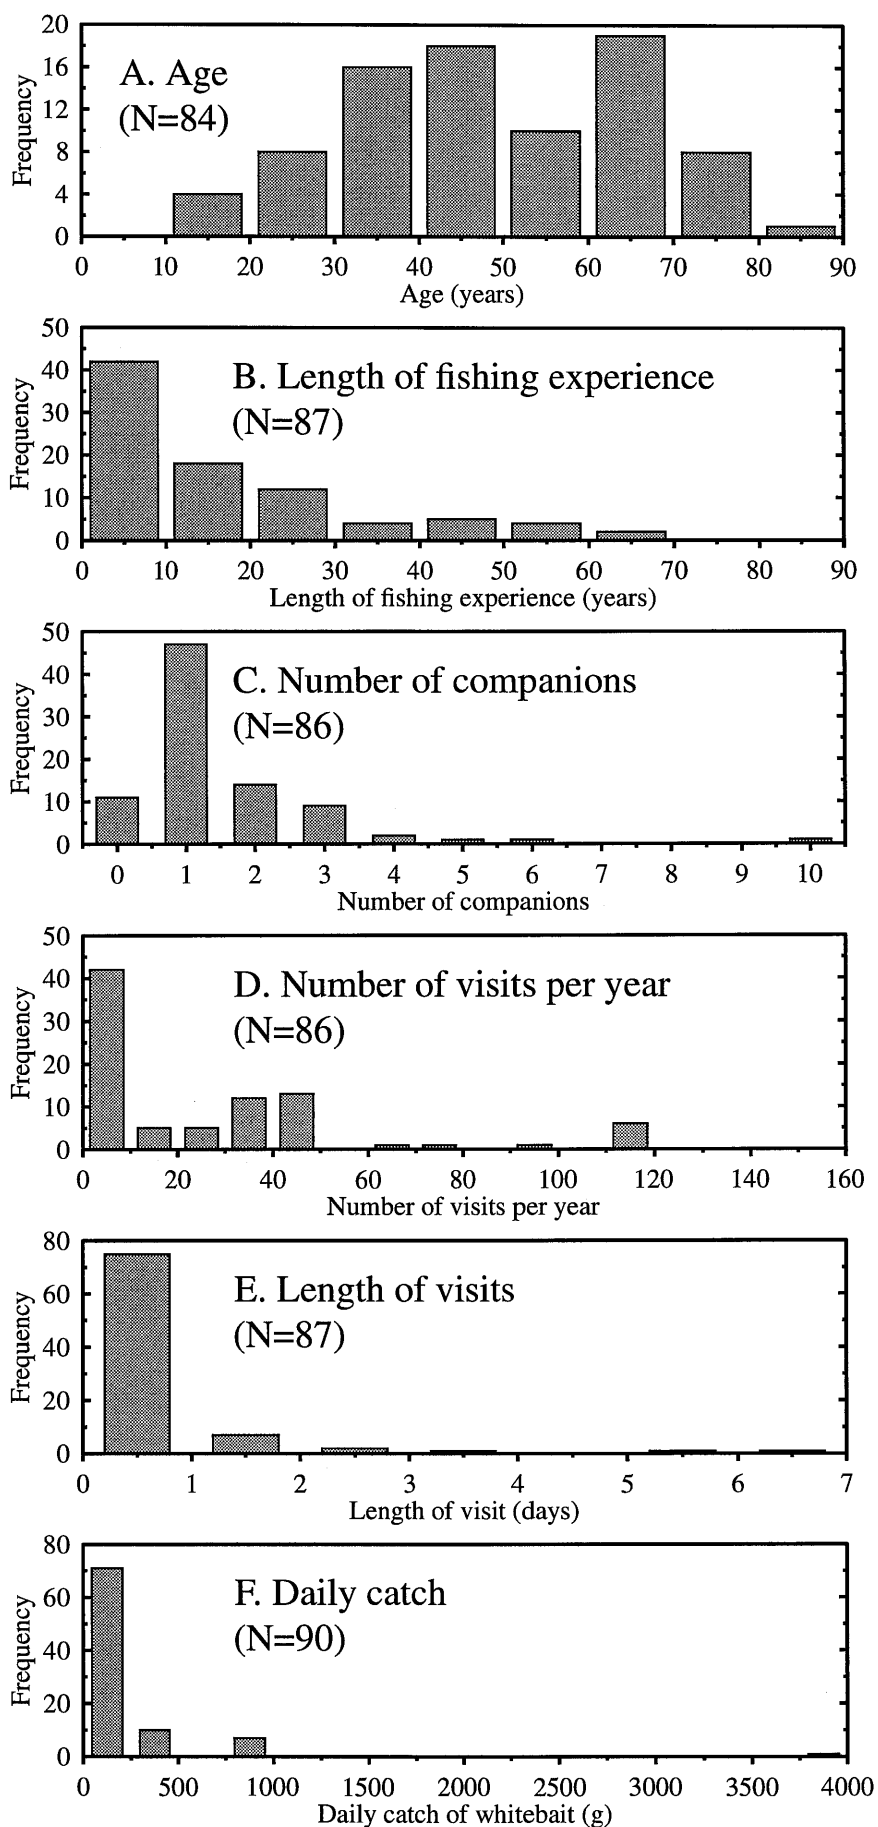 20
16
12
8
4
0
Frequency
A. Age
(N=84)
0 10 20 30 40 50 60 70 80 90
Age (years)
50
40
30
20
10
0
Frequency
B. Length of fishing experience
(N=87)
0 10 20 30 40 50 60 70 80 90
Length of fishing experience (years)
50
40
30
20
10
0
Frequency
C. Number of companions
(N=86)
0 1 2 3 4 5 6 7 8 9 10
Number of companions
50
40
30
20
10
0
Frequency
D. Number of visits per year
(N=86)
0 20 40 60 80 100 120 140 160
Number of visits per year
80
60
40
20
0
Frequency
E. Length of visits
(N=87)
0 1 2 3 4 5 6 7
Length of visit (days)
80
60
40
20
0
Frequency
F. Daily catch
(N=90)
0 500 1000 1500 2000 2500 3000 3500 4000
Daily catch of whitebait (g)